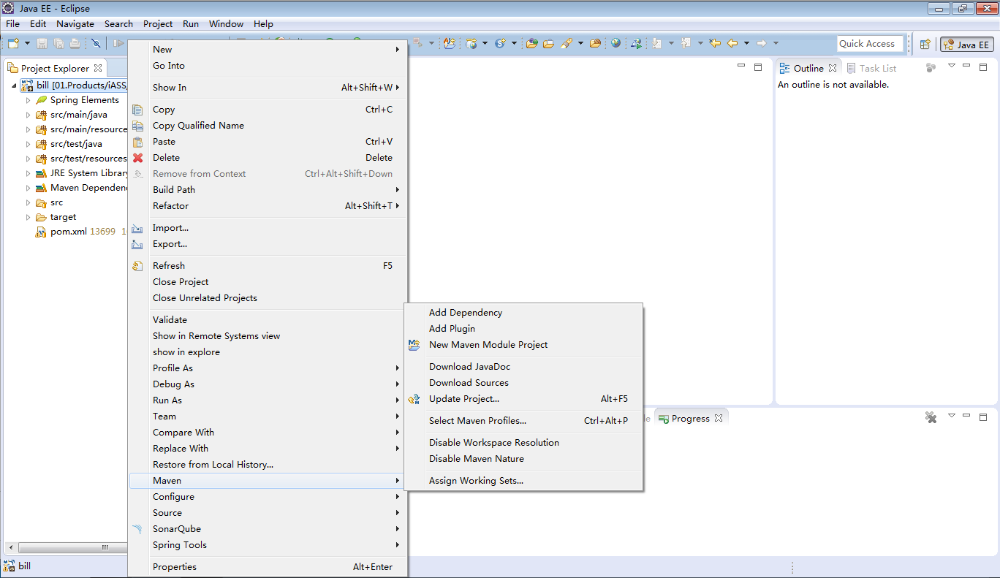 Java EE - Eclipse
File Edit Navigate Search Project Run Window Help
Quick Access
Java EE
Project Explorer
bill [01.Products/iASS
Spring Elements
src/main/java
src/main/resource
src/test/java
src/test/resources
JRE System Library
Maven Dependen
src
target
pom.xml 13699
bill
New
Go Into
Show In Alt+Shift+W
Copy Ctrl+C
Copy Qualified Name
Paste Ctrl+V
Delete Delete
Remove from Context Ctrl+Alt+Shift+Down
Build Path
Refactor Alt+Shift+T
Import...
Export...
Refresh F5
Close Project
Close Unrelated Projects
Validate
Show in Remote Systems view
show in explore
Profile As
Debug As
Run As
Team
Compare With
Replace With
Restore from Local History...
Maven
Configure
Source
SonarQube
Spring Tools
Properties Alt+Enter
Add Dependency
Add Plugin
New Maven Module Project
Download JavaDoc
Download Sources
Update Project... Alt+F5
Select Maven Profiles... Ctrl+Alt+P
Disable Workspace Resolution
Disable Maven Nature
Assign Working Sets...
Outline Task List
An outline is not available.
Progress